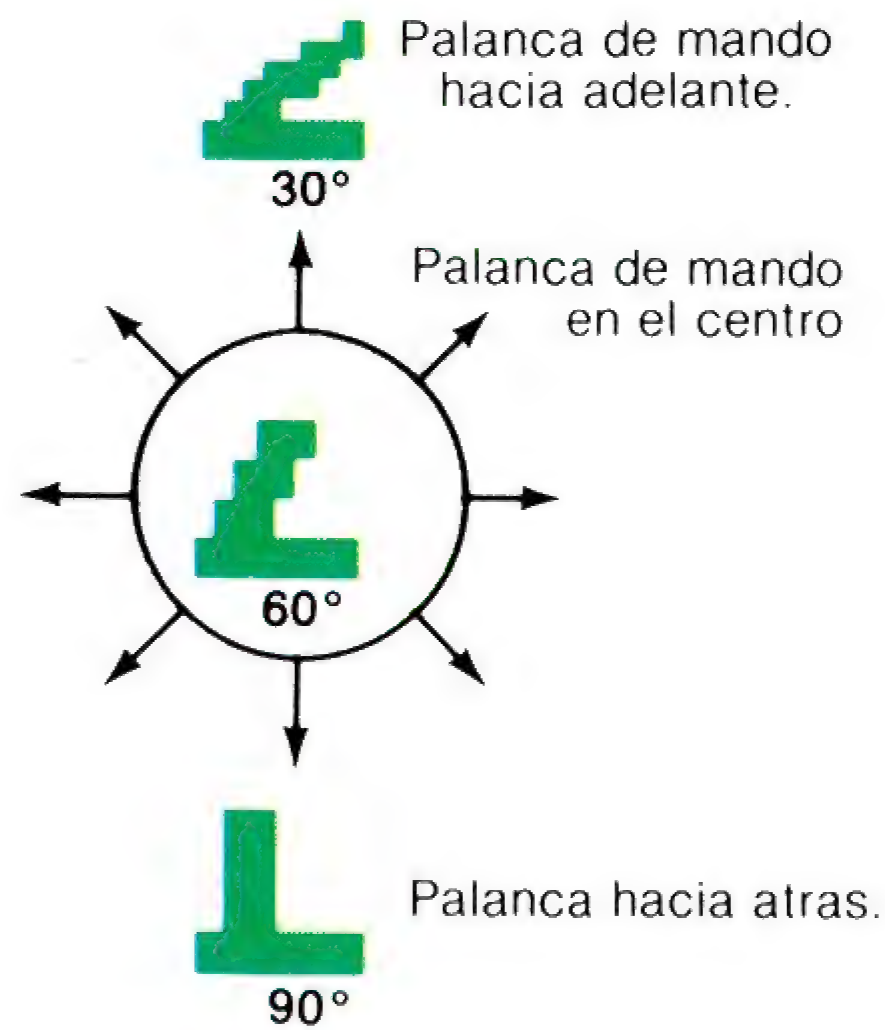 Palanca de mando
hacia adelante.
30°
Palanca de mando
en el centro
60°
Palanca hacia atras.
90°